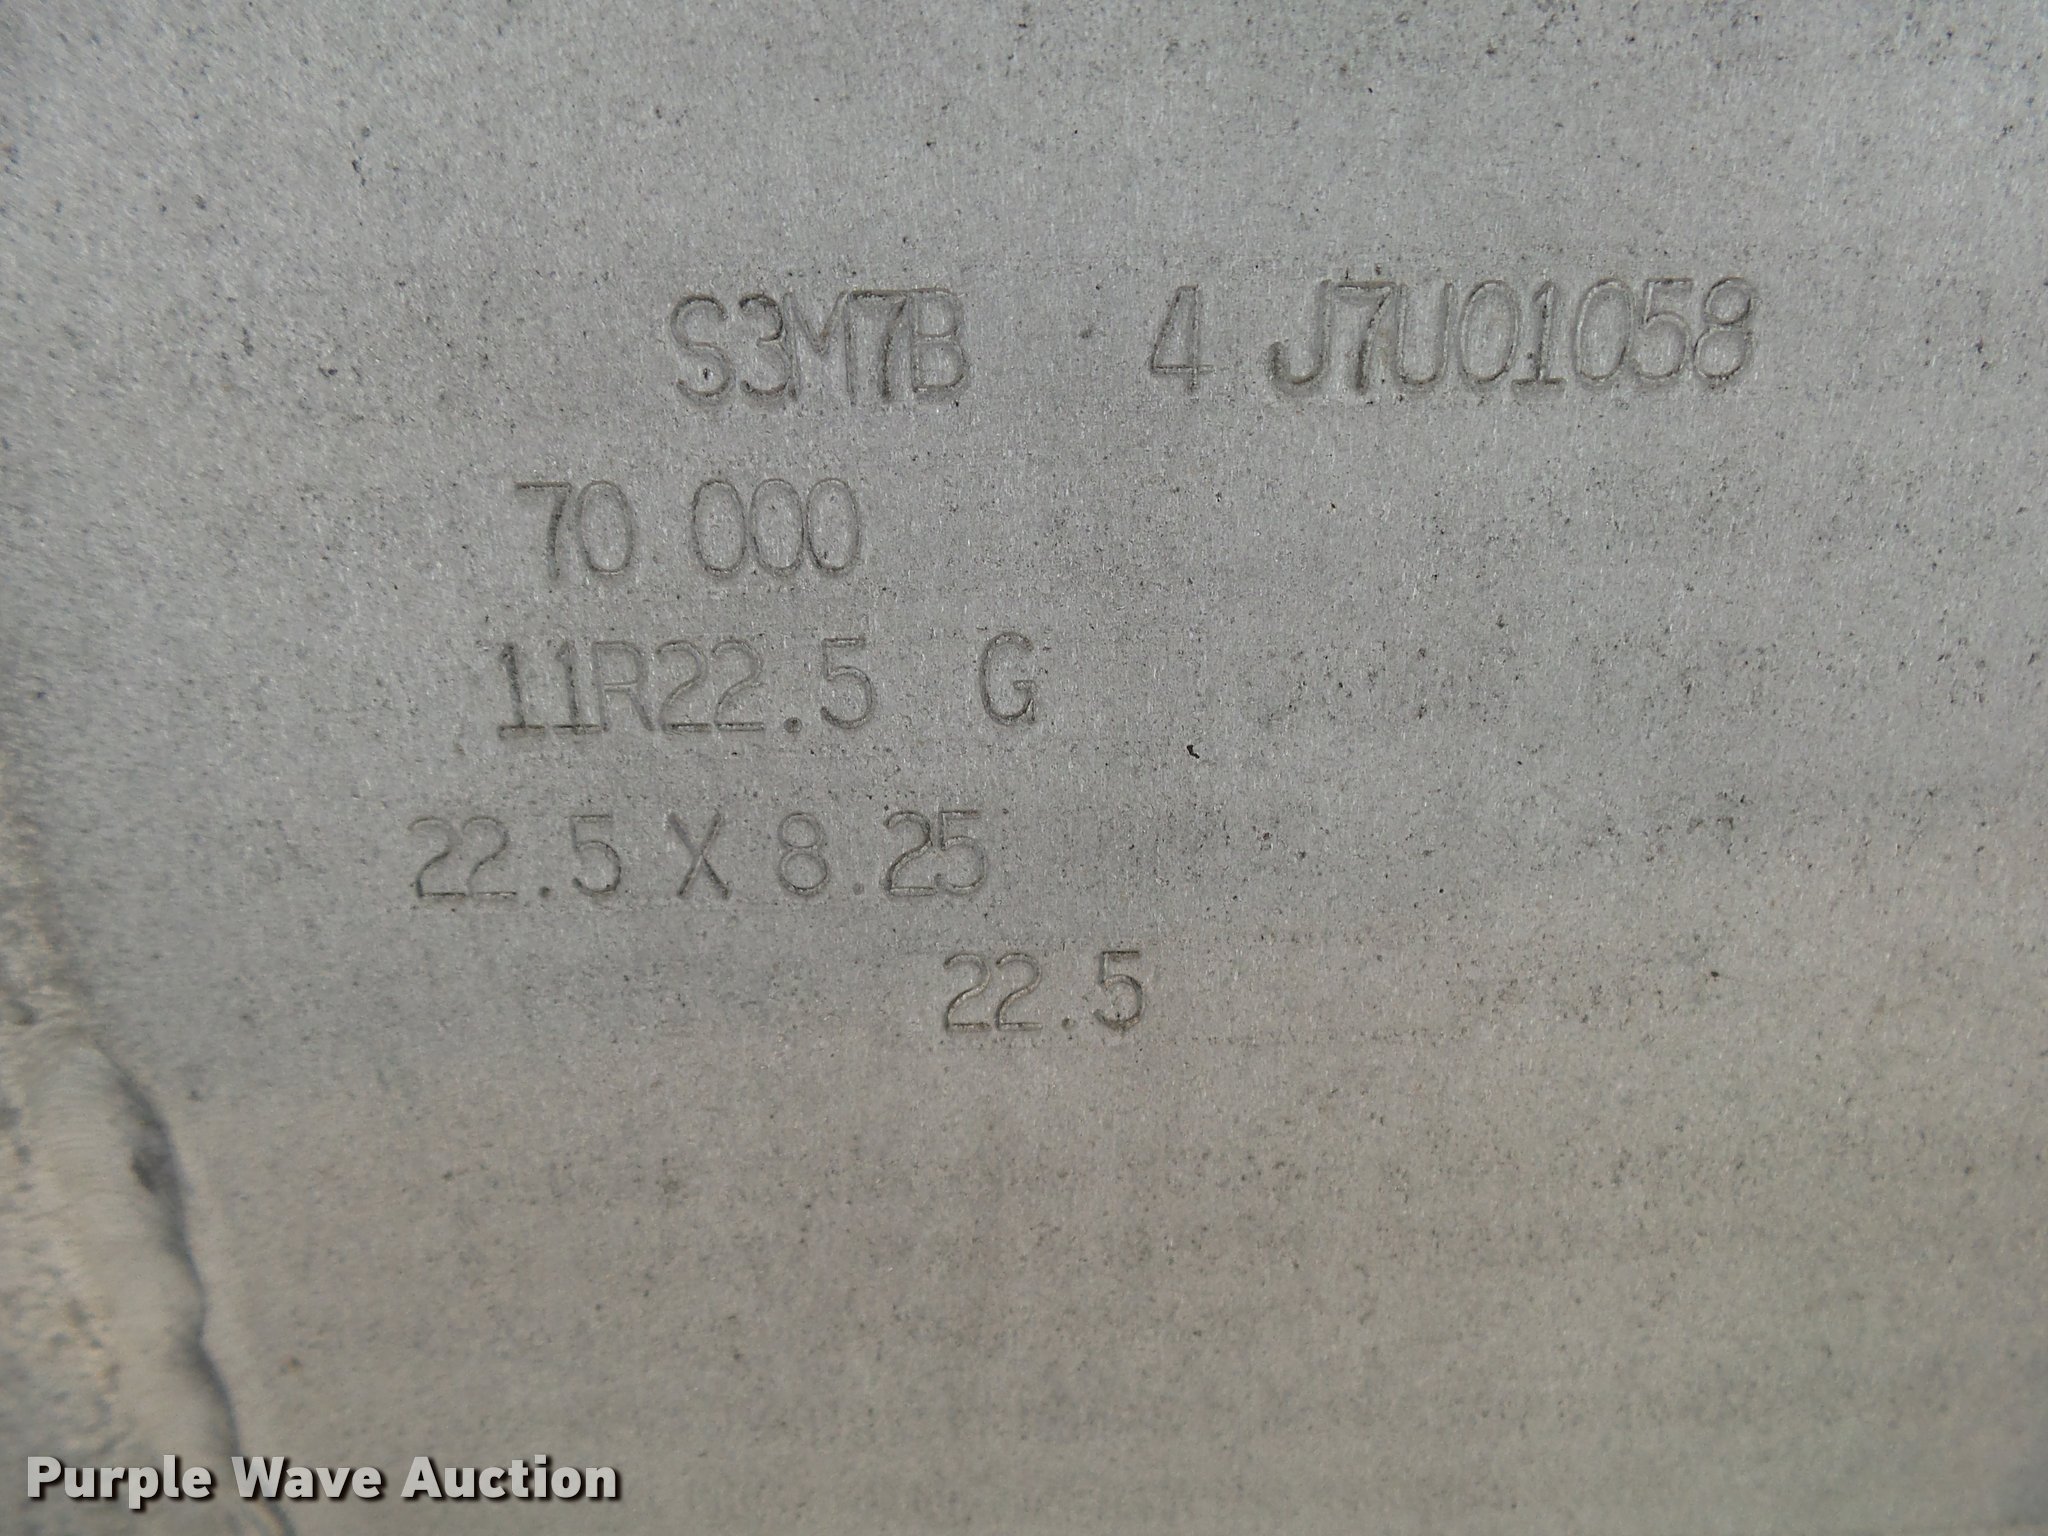 S3M7B 4 J7U01058
70 000
11R22.5 G
22.5 X 8.25
22.5
Purple Wave Auction